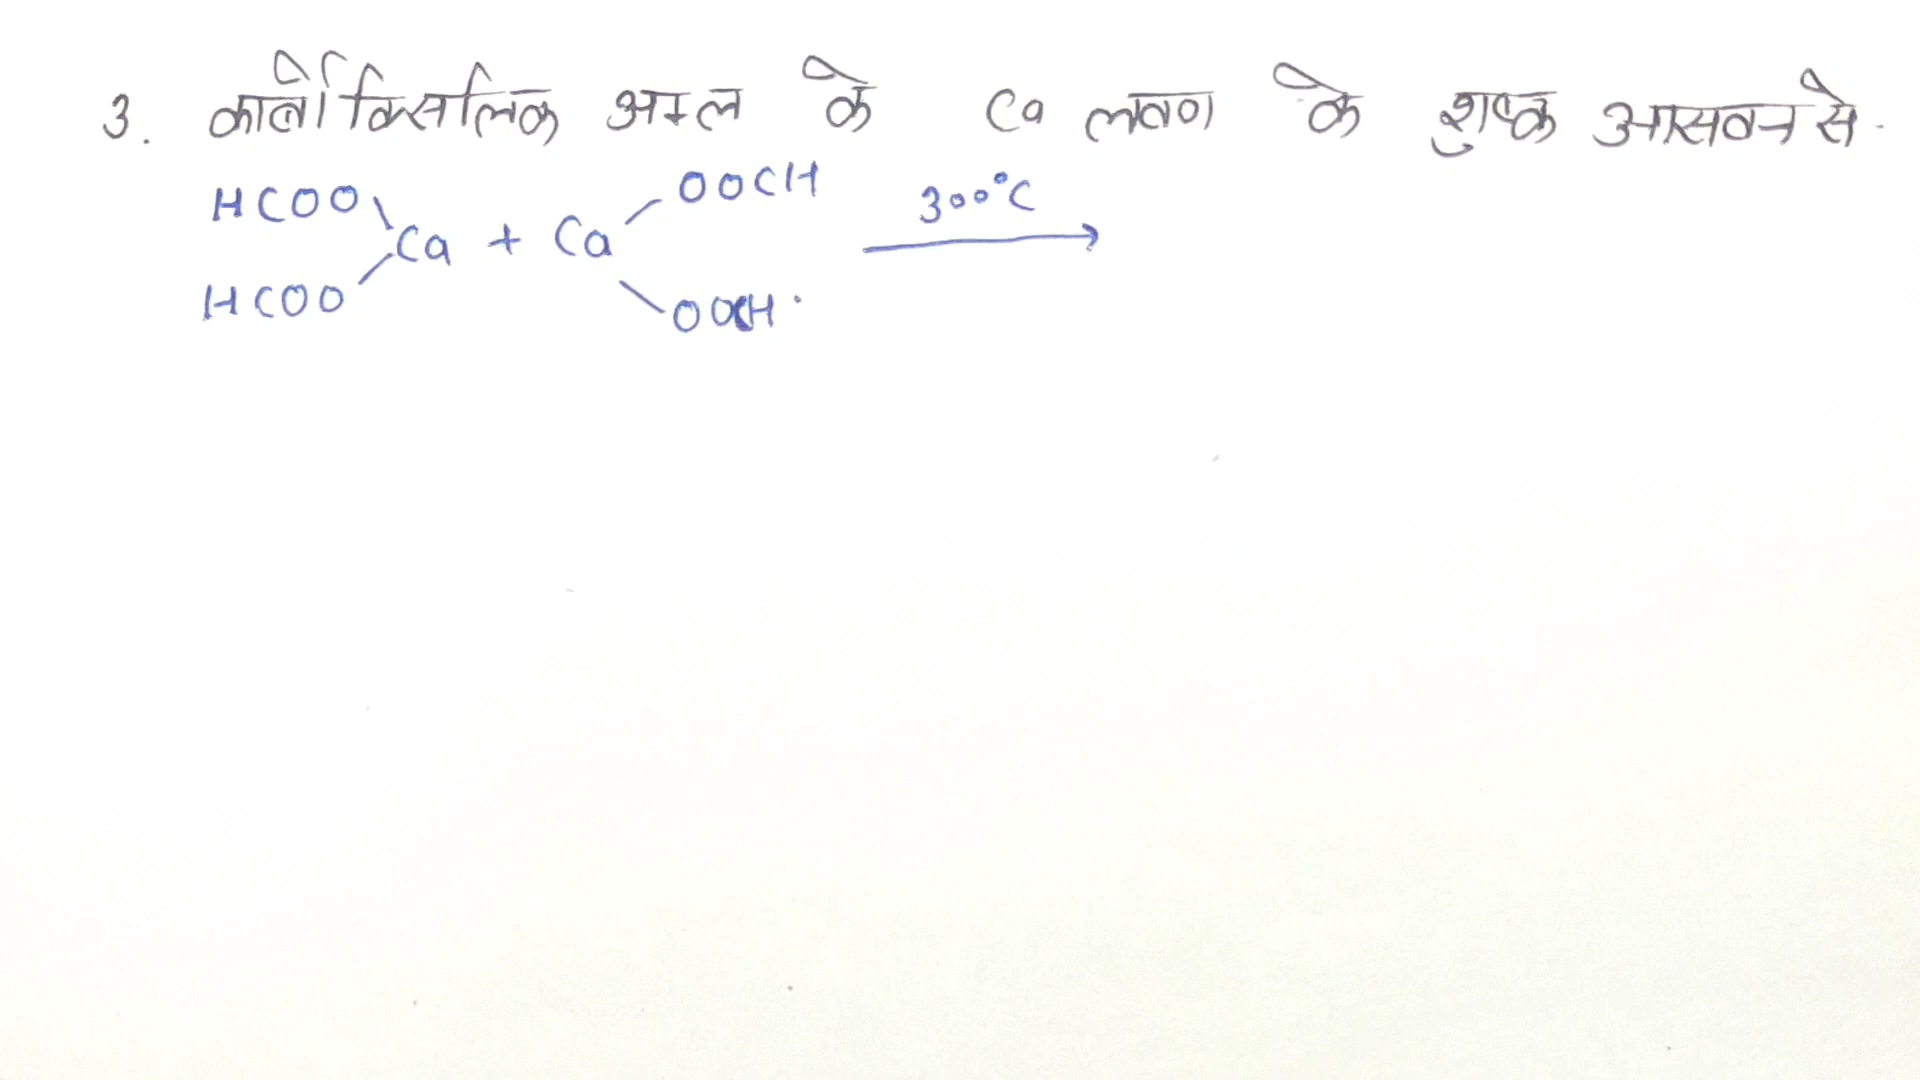 3. कार्बोक्सिलिक अम्ल के Ca लवण के शुष्क आसवन से.
HCOO OOCH 300°C
Ca + Ca →
HCOO OOCH